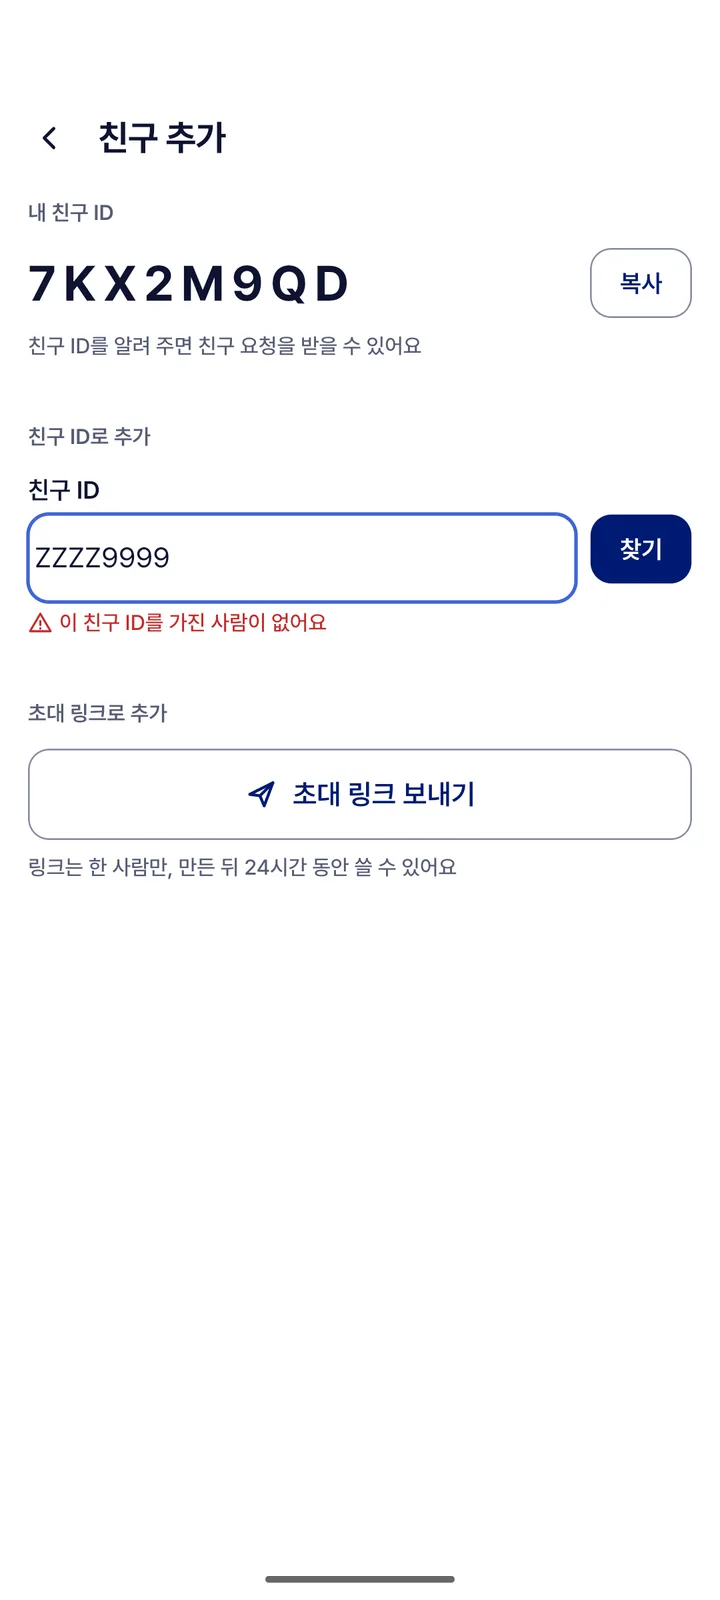 친구 추가
내 친구 ID
7KX2M9QD
복사
친구 ID를 알려 주면 친구 요청을 받을 수 있어요
친구 ID로 추가
친구 ID
ZZZZ9999
찾기
이 친구 ID를 가진 사람이 없어요
초대 링크로 추가
초대 링크 보내기
링크는 한 사람만, 만든 뒤 24시간 동안 쓸 수 있어요